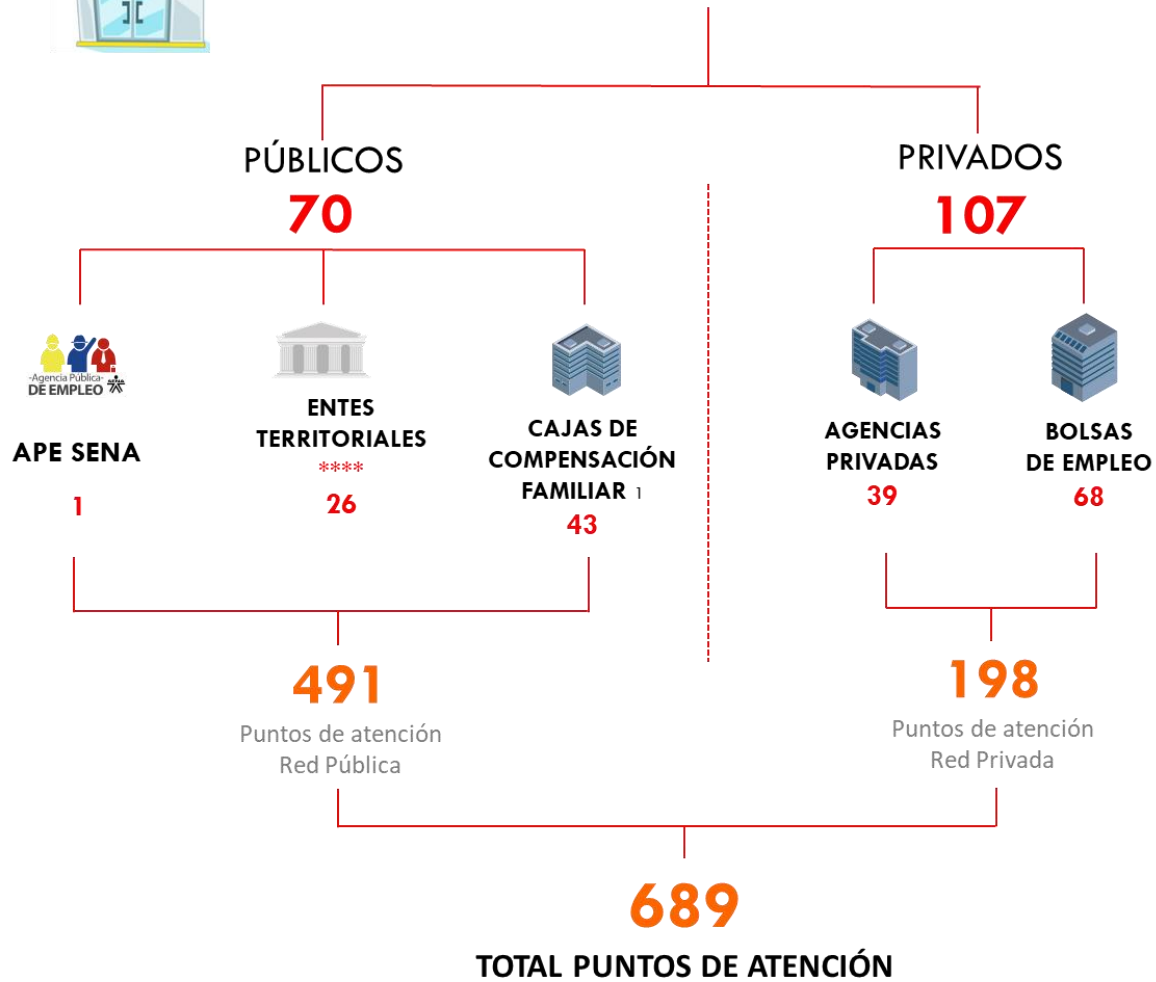 PÚBLICOS
70
PRIVADOS
107
-Agencia Pública-
DE EMPLEO
APE SENA
1
ENTES
TERRITORIALES
****
26
CAJAS DE
COMPENSACIÓN
FAMILIAR 1
43
AGENCIAS
PRIVADAS
39
BOLSAS
DE EMPLEO
68
491
Puntos de atención
Red Pública
198
Puntos de atención
Red Privada
689
TOTAL PUNTOS DE ATENCIÓN